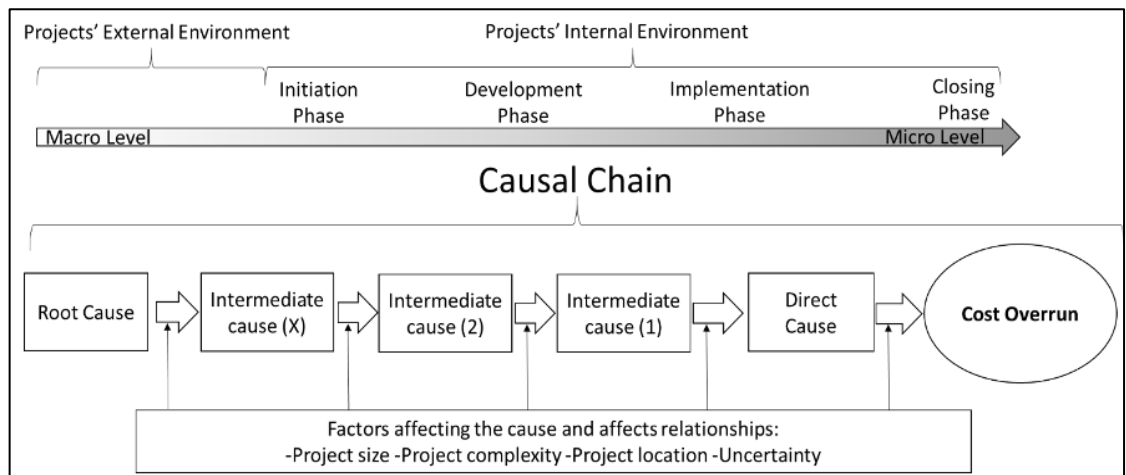 Projects' External Environment
Projects' Internal Environment
Initiation
Phase
Development
Phase
Implementation
Phase
Closing
Phase
Macro Level
Micro Level
Causal Chain
Root Cause
Intermediate
cause (X)
Intermediate
cause (2)
Intermediate
cause (1)
Direct
Cause
Cost Overrun
Factors affecting the cause and affects relationships:
-Project size -Project complexity -Project location -Uncertainty